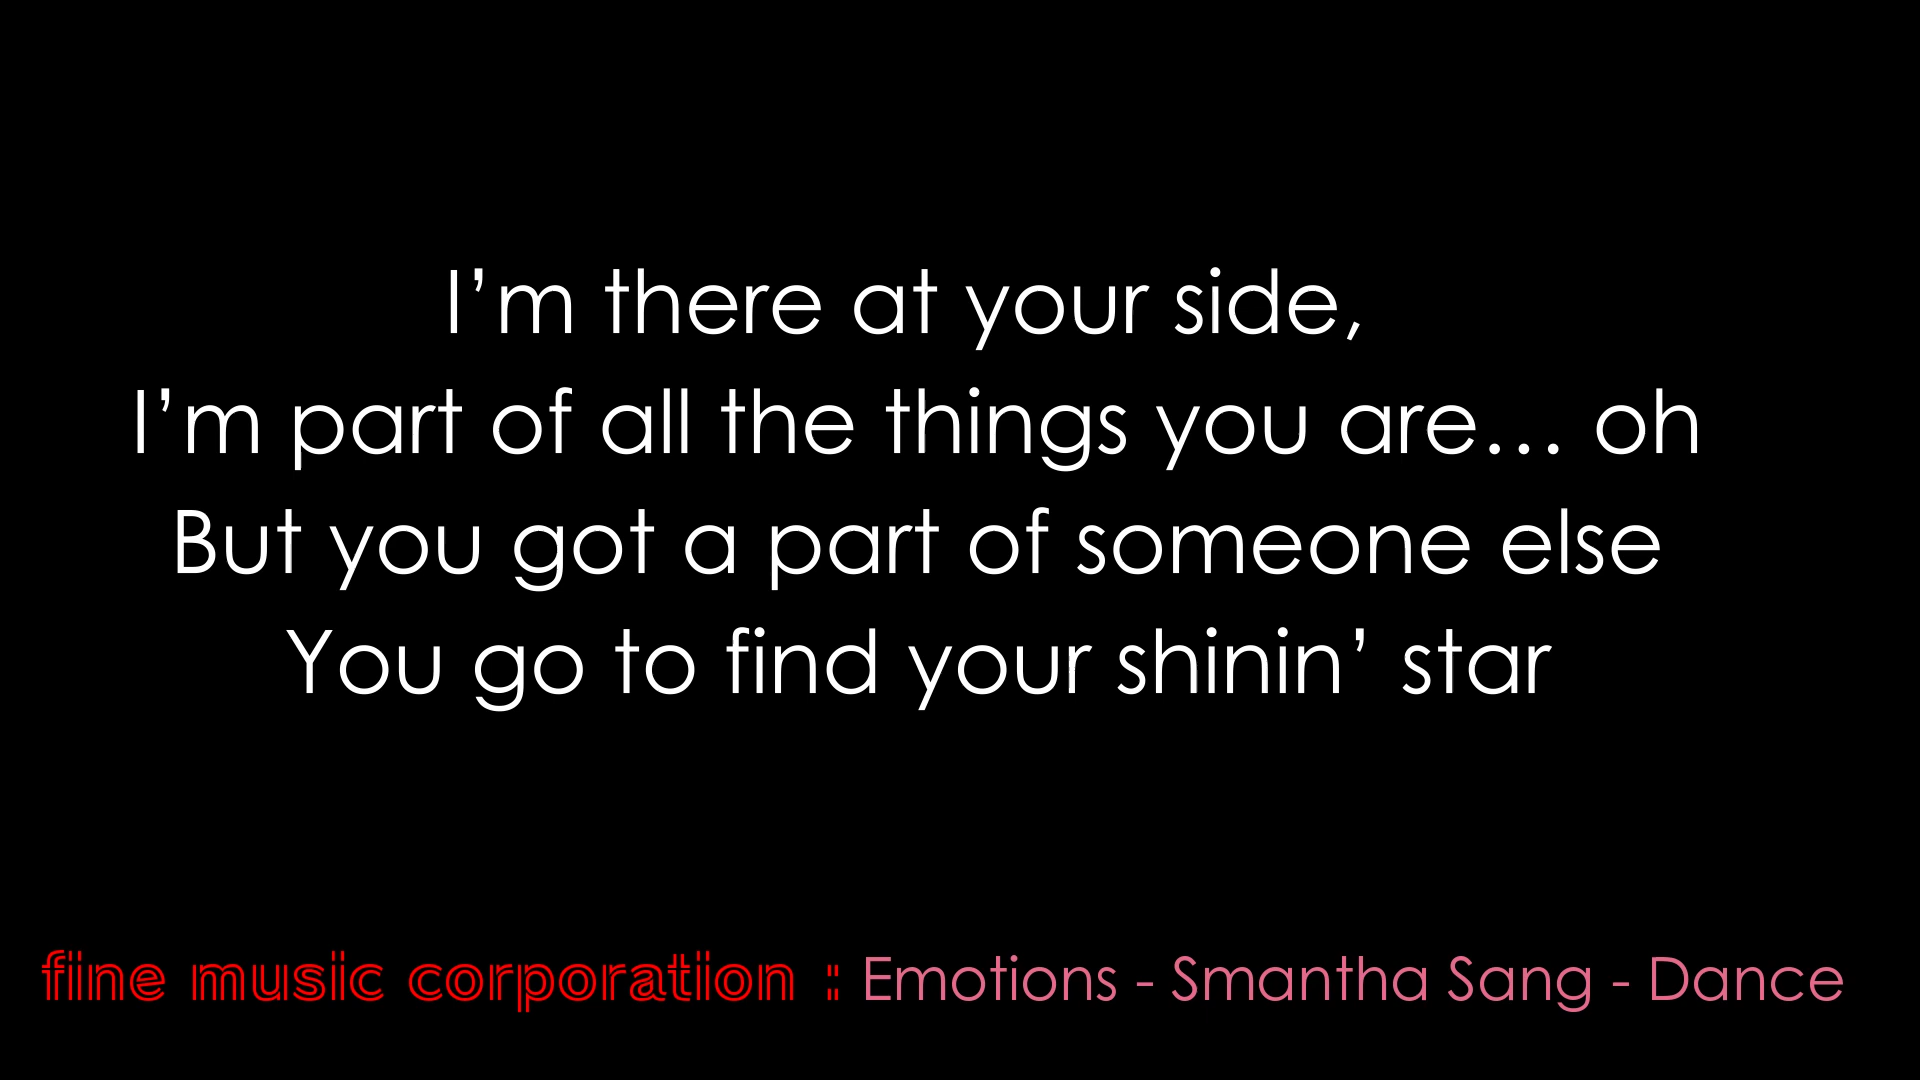 I’m there at your side,
I’m part of all the things you are… oh
But you got a part of someone else
You go to find your shinin’ star
fine music corporation : Emotions - Smantha Sang - Dance